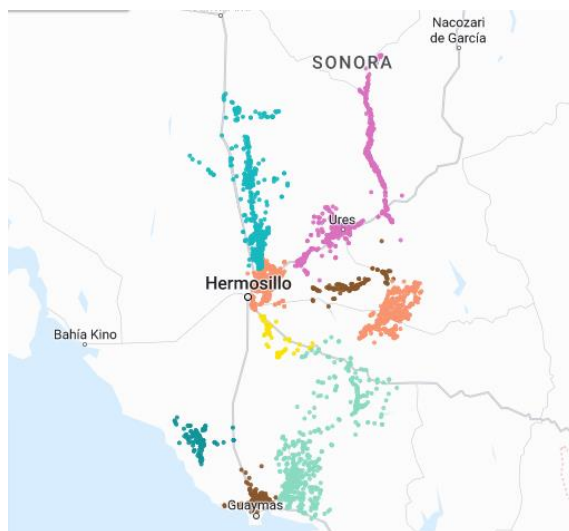 Nacozari
de García
SONORA
Ures
Hermosillo
Bahía Kino
Guaymas